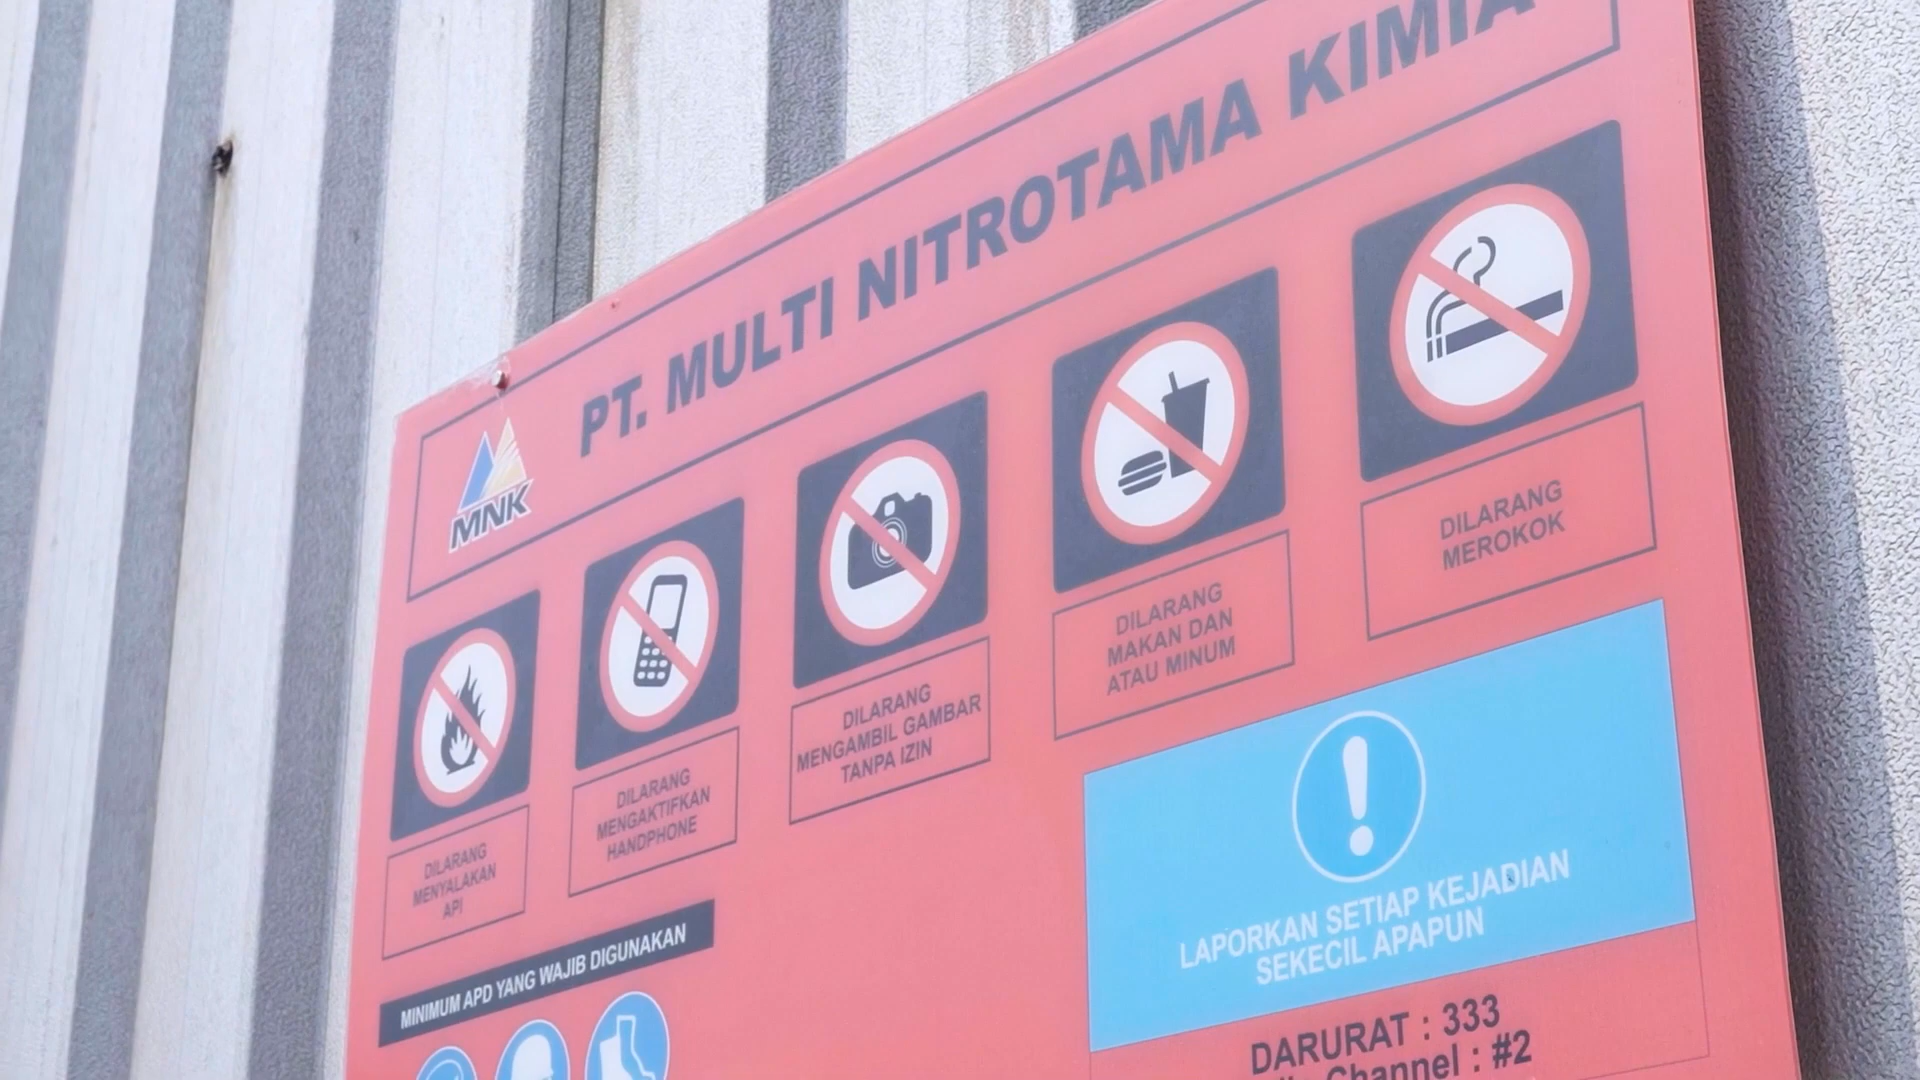 PT. MULTI NITROTAMA KIMIA
MNK
DILARANG
MENYALAKAN
API
DILARANG
MENGAKTIFKAN
HANDPHONE
DILARANG
MENGAMBIL GAMBAR
TANPA IZIN
DILARANG
MAKAN DAN
ATAU MINUM
DILARANG
MEROKOK
MINIMUM APD YANG WAJIB DIGUNAKAN
LAPORKAN SETIAP KEJADIAN
SEKECIL APAPUN
DARURAT : 333
Channel : #2